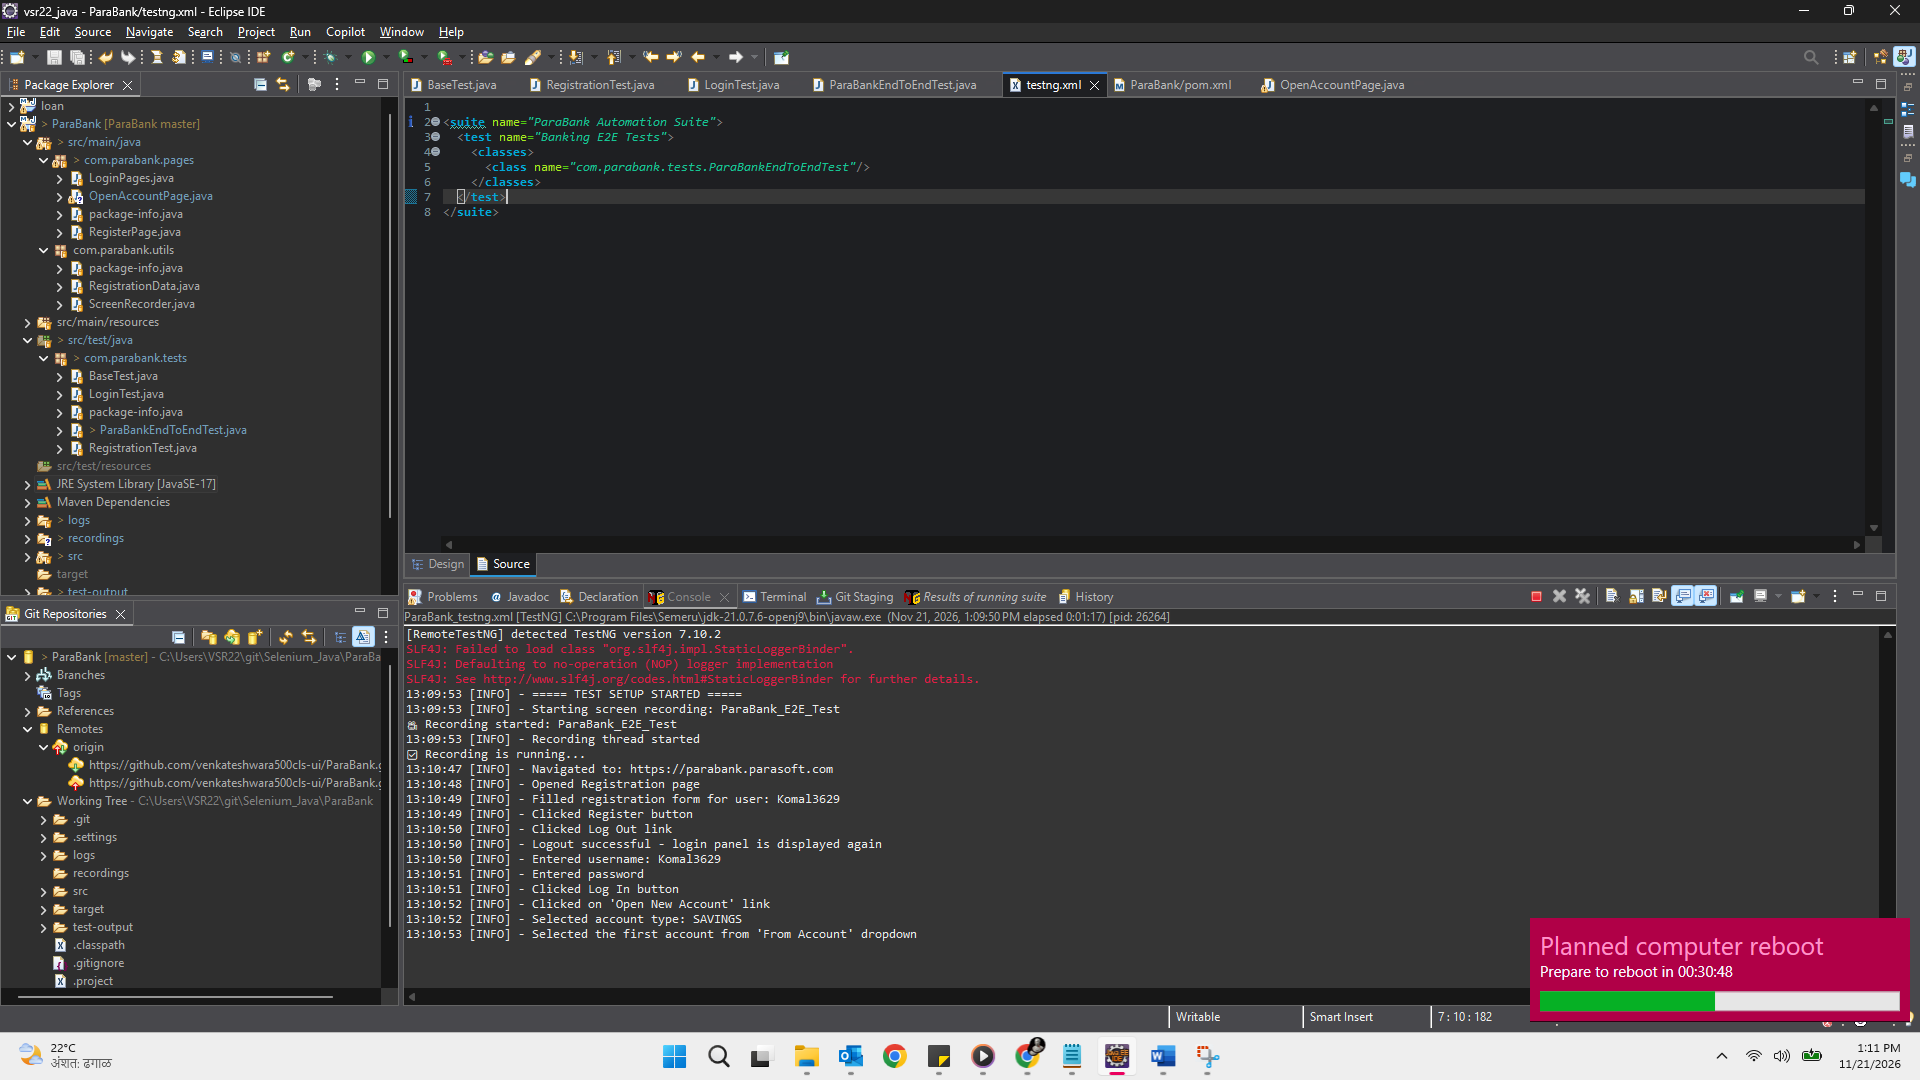 vsr22_java - ParaBank/testng.xml - Eclipse IDE
File Edit Source Navigate Search Project Run Copilot Window Help
Package Explorer
loan
> ParaBank [ParaBank master]
> src/main/java
> com.parabank.pages
LoginPages.java
OpenAccountPage.java
package-info.java
RegisterPage.java
com.parabank.utils
package-info.java
RegistrationData.java
ScreenRecorder.java
src/main/resources
> src/test/java
> com.parabank.tests
BaseTest.java
LoginTest.java
package-info.java
> ParaBankEndToEndTest.java
RegistrationTest.java
src/test/resources
JRE System Library [JavaSE-17]
Maven Dependencies
> logs
> recordings
> src
target
> test-output
BaseTest.java RegistrationTest.java LoginTest.java ParaBankEndToEndTest.java testng.xml ParaBank/pom.xml OpenAccountPage.java
1
2 <suite name="ParaBank Automation Suite">
3 <test name="Banking E2E Tests">
4 <classes>
5 <class name="com.parabank.tests.ParaBankEndToEndTest"/>
6 </classes>
7 </test>
8 </suite>
Design Source
Git Repositories
> ParaBank [master] - C:\Users\VSR22\git\Selenium_Java\ParaBa
Branches
Tags
References
Remotes
origin
https://github.com/venkateshwara500cls-ui/ParaBank.g
https://github.com/venkateshwara500cls-ui/ParaBank.g
Working Tree - C:\Users\VSR22\git\Selenium_Java\ParaBank
.git
.settings
logs
recordings
src
target
test-output
.classpath
.gitignore
.project
Problems Javadoc Declaration Console Terminal Git Staging Results of running suite History
ParaBank_testng.xml [TestNG] C:\Program Files\Semeru\jdk-21.0.7.6-openj9\bin\javaw.exe (Nov 21, 2026, 1:09:50 PM elapsed 0:01:17) [pid: 26264]
[RemoteTestNG] detected TestNG version 7.10.2
SLF4J: Failed to load class "org.slf4j.impl.StaticLoggerBinder".
SLF4J: Defaulting to no-operation (NOP) logger implementation
SLF4J: See http://www.slf4j.org/codes.html#StaticLoggerBinder for further details.
13:09:53 [INFO] - ===== TEST SETUP STARTED =====
13:09:53 [INFO] - Starting screen recording: ParaBank_E2E_Test
Recording started: ParaBank_E2E_Test
13:09:53 [INFO] - Recording thread started
Recording is running...
13:10:47 [INFO] - Navigated to: https://parabank.parasoft.com
13:10:48 [INFO] - Opened Registration page
13:10:49 [INFO] - Filled registration form for user: Komal3629
13:10:49 [INFO] - Clicked Register button
13:10:50 [INFO] - Clicked Log Out link
13:10:50 [INFO] - Logout successful - login panel is displayed again
13:10:50 [INFO] - Entered username: Komal3629
13:10:51 [INFO] - Entered password
13:10:51 [INFO] - Clicked Log In button
13:10:52 [INFO] - Clicked on 'Open New Account' link
13:10:52 [INFO] - Selected account type: SAVINGS
13:10:53 [INFO] - Selected the first account from 'From Account' dropdown
Planned computer reboot
Prepare to reboot in 00:30:48
Writable Smart Insert 7 : 10 : 182
22°C
अंशत: ढगाळ
1:11 PM
11/21/2026